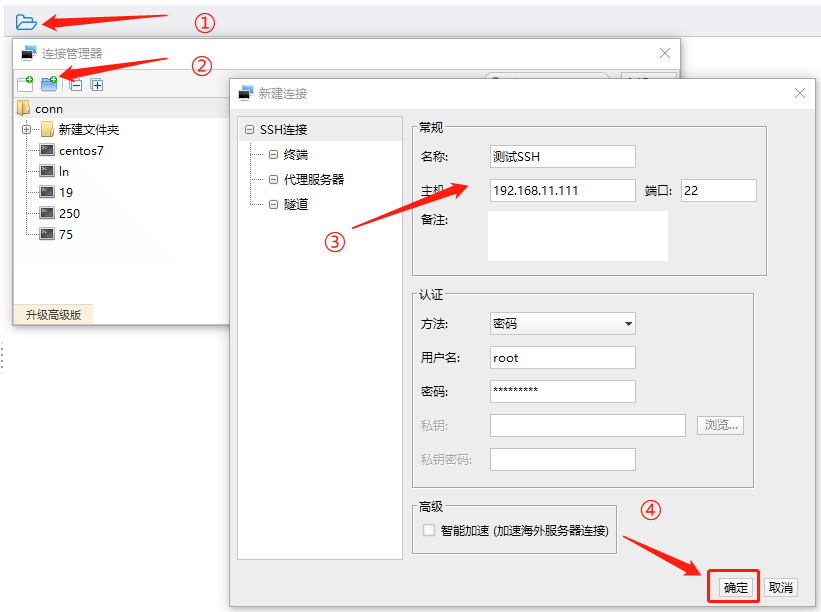 ①
②
连接管理器
conn
新建文件夹
centos7
ln
19
250
75
升级高级版
新建连接
SSH连接
终端
代理服务器
隧道
③
常规
名称: 测试SSH
主机: 192.168.11.111 端口: 22
备注:
认证
方法: 密码
用户名: root
密码: *********
私钥: 浏览...
私钥密码:
高级
智能加速 (加速海外服务器连接)
④
确定 取消